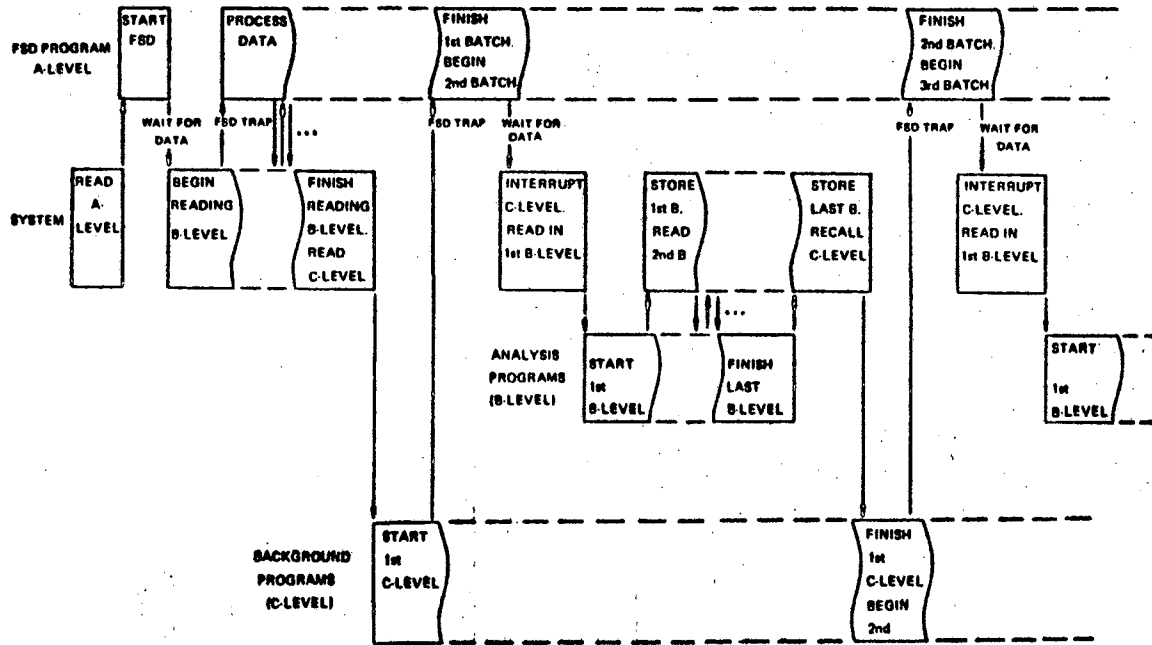 FSD PROGRAM
A-LEVEL
START
FSD
PROCESS
DATA
FINISH
1st BATCH.
BEGIN
2nd BATCH
FINISH
2nd BATCH.
BEGIN
3rd BATCH
WAIT FOR
DATA
FSD TRAP
...
FSD TRAP
WAIT FOR
DATA
FSD TRAP
WAIT FOR
DATA
SYSTEM
READ
A-
LEVEL
BEGIN
READING
B-LEVEL
FINISH
READING
B-LEVEL.
READ
C-LEVEL
INTERRUPT
C-LEVEL.
READ IN
1st B-LEVEL
STORE
1st B.
READ
2nd B
STORE
LAST B.
RECALL
C-LEVEL
INTERRUPT
C-LEVEL.
READ IN
1st B-LEVEL
...
ANALYSIS
PROGRAMS
(B-LEVEL)
START
1st
B-LEVEL
FINISH
LAST
B-LEVEL
START
1st
B-LEVEL
BACKGROUND
PROGRAMS
(C-LEVEL)
START
1st
C-LEVEL
FINISH
1st
C-LEVEL
BEGIN
2nd